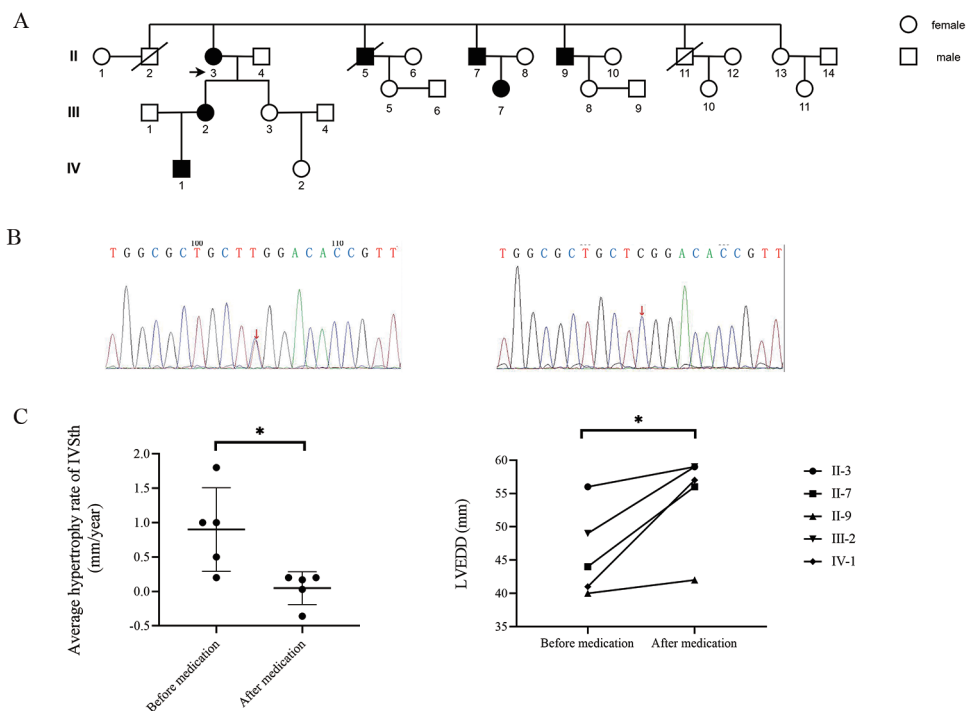 A
II
1 2 3 4 5 6 7 8 9 10 11 12 13 14
female
male
III
1 2 3 4 5 6 7 8 9 10 11
IV
1 2
B
100 110
T G G C G C T G C T T G G A C A C C G T T
T G G C G C T G C T C G G A C A C C G T T
C
Average hypertrophy rate of IVSth
(mm/year)
2.0
1.5
1.0
0.5
0.0
-0.5
*
Before medication
After medication
LVEDD (mm)
60
55
50
45
40
35
*
Before medication After medication
II-3
II-7
II-9
III-2
IV-1